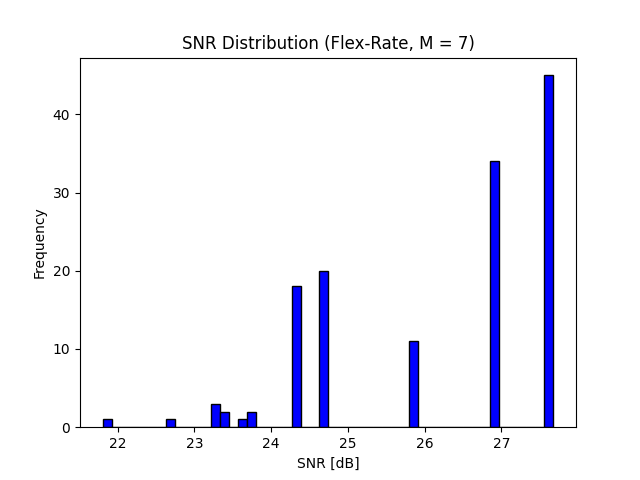 SNR Distribution (Flex-Rate, M = 7)
Frequency
40
30
20
10
0
22 23 24 25 26 27
SNR [dB]